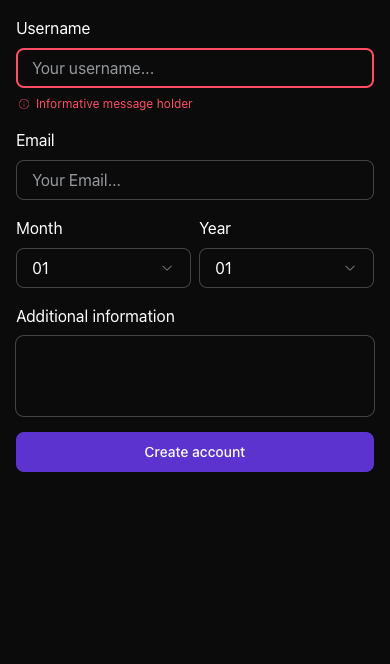 Username
Your username...
Informative message holder
Email
Your Email...
Month
Year
01
01
Additional information
Create account